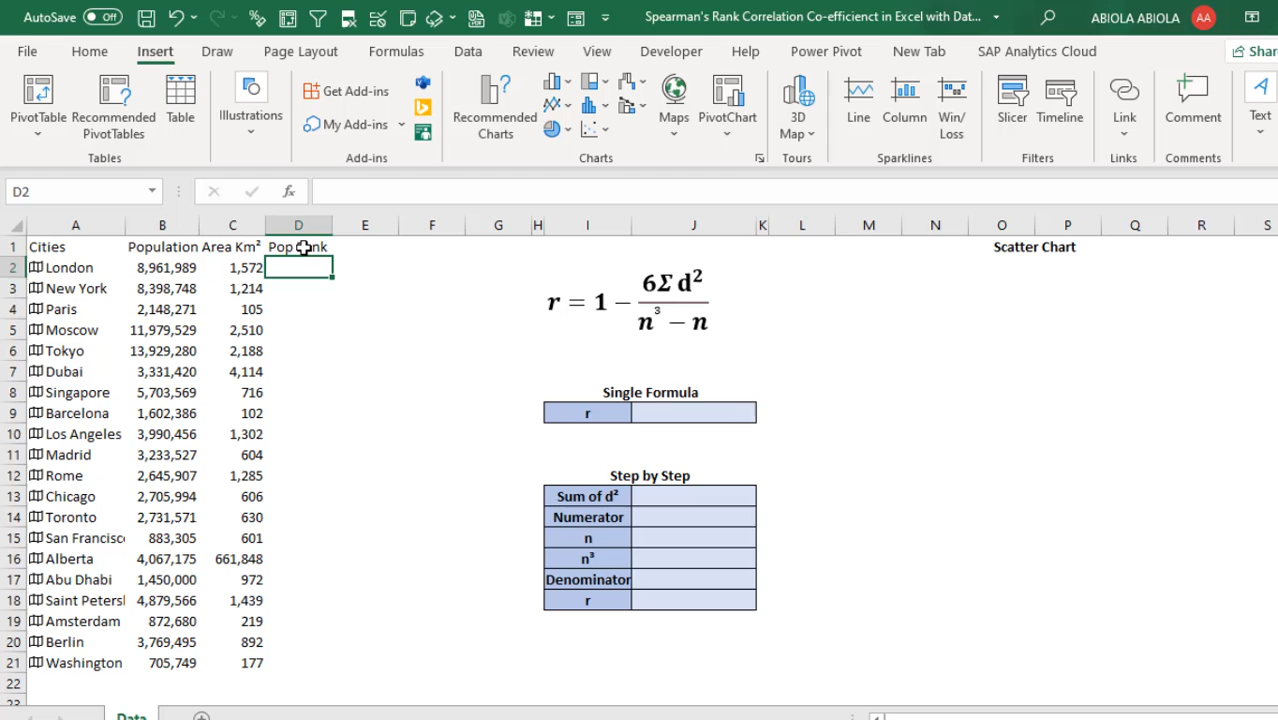 AutoSave Off Spearman's Rank Correlation Co-efficienct in Excel with Dat... ABIOLA ABIOLA AA
File Home Insert Draw Page Layout Formulas Data Review View Developer Help Power Pivot New Tab SAP Analytics Cloud Shar
PivotTable Recommended PivotTables Table Illustrations Get Add-ins My Add-ins Recommended Charts Maps PivotChart 3D Map Line Column Win/Loss Slicer Timeline Link Comment Text
Tables Add-ins Charts Tours Sparklines Filters Links Comments
D2 fx
A B C D E F G H I J K L M N O P Q R S
1 Cities Population Area Km² Pop Rank Scatter Chart
2 London 8,961,989 1,572
3 New York 8,398,748 1,214
4 Paris 2,148,271 105
r = 1 − 6Σ d² / n³ − n
5 Moscow 11,979,529 2,510
6 Tokyo 13,929,280 2,188
7 Dubai 3,331,420 4,114
8 Singapore 5,703,569 716 Single Formula
9 Barcelona 1,602,386 102 r
10 Los Angeles 3,990,456 1,302
11 Madrid 3,233,527 604
12 Rome 2,645,907 1,285 Step by Step
13 Chicago 2,705,994 606 Sum of d²
14 Toronto 2,731,571 630 Numerator
15 San Francisc 883,305 601 n
16 Alberta 4,067,175 661,848 n³
17 Abu Dhabi 1,450,000 972 Denominator
18 Saint Peters 4,879,566 1,439 r
19 Amsterdam 872,680 219
20 Berlin 3,769,495 892
21 Washington 705,749 177
22
23
Data